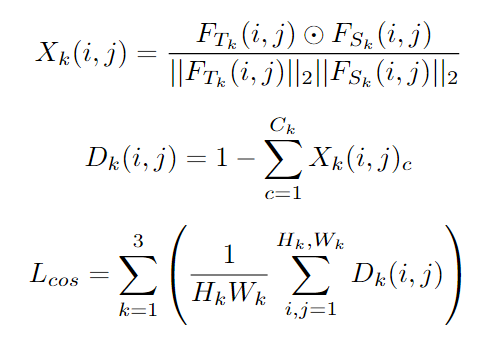 $$X_k(i,j) = \frac{F_{T_k}(i,j) \odot F_{S_k}(i,j)}{||F_{T_k}(i,j)||_2 ||F_{S_k}(i,j)||_2}$$
$$D_k(i,j) = 1 - \sum_{c=1}^{C_k} X_k(i,j)_c$$
$$L_{cos} = \sum_{k=1}^{3} \left( \frac{1}{H_k W_k} \sum_{i,j=1}^{H_k, W_k} D_k(i,j) \right)$$